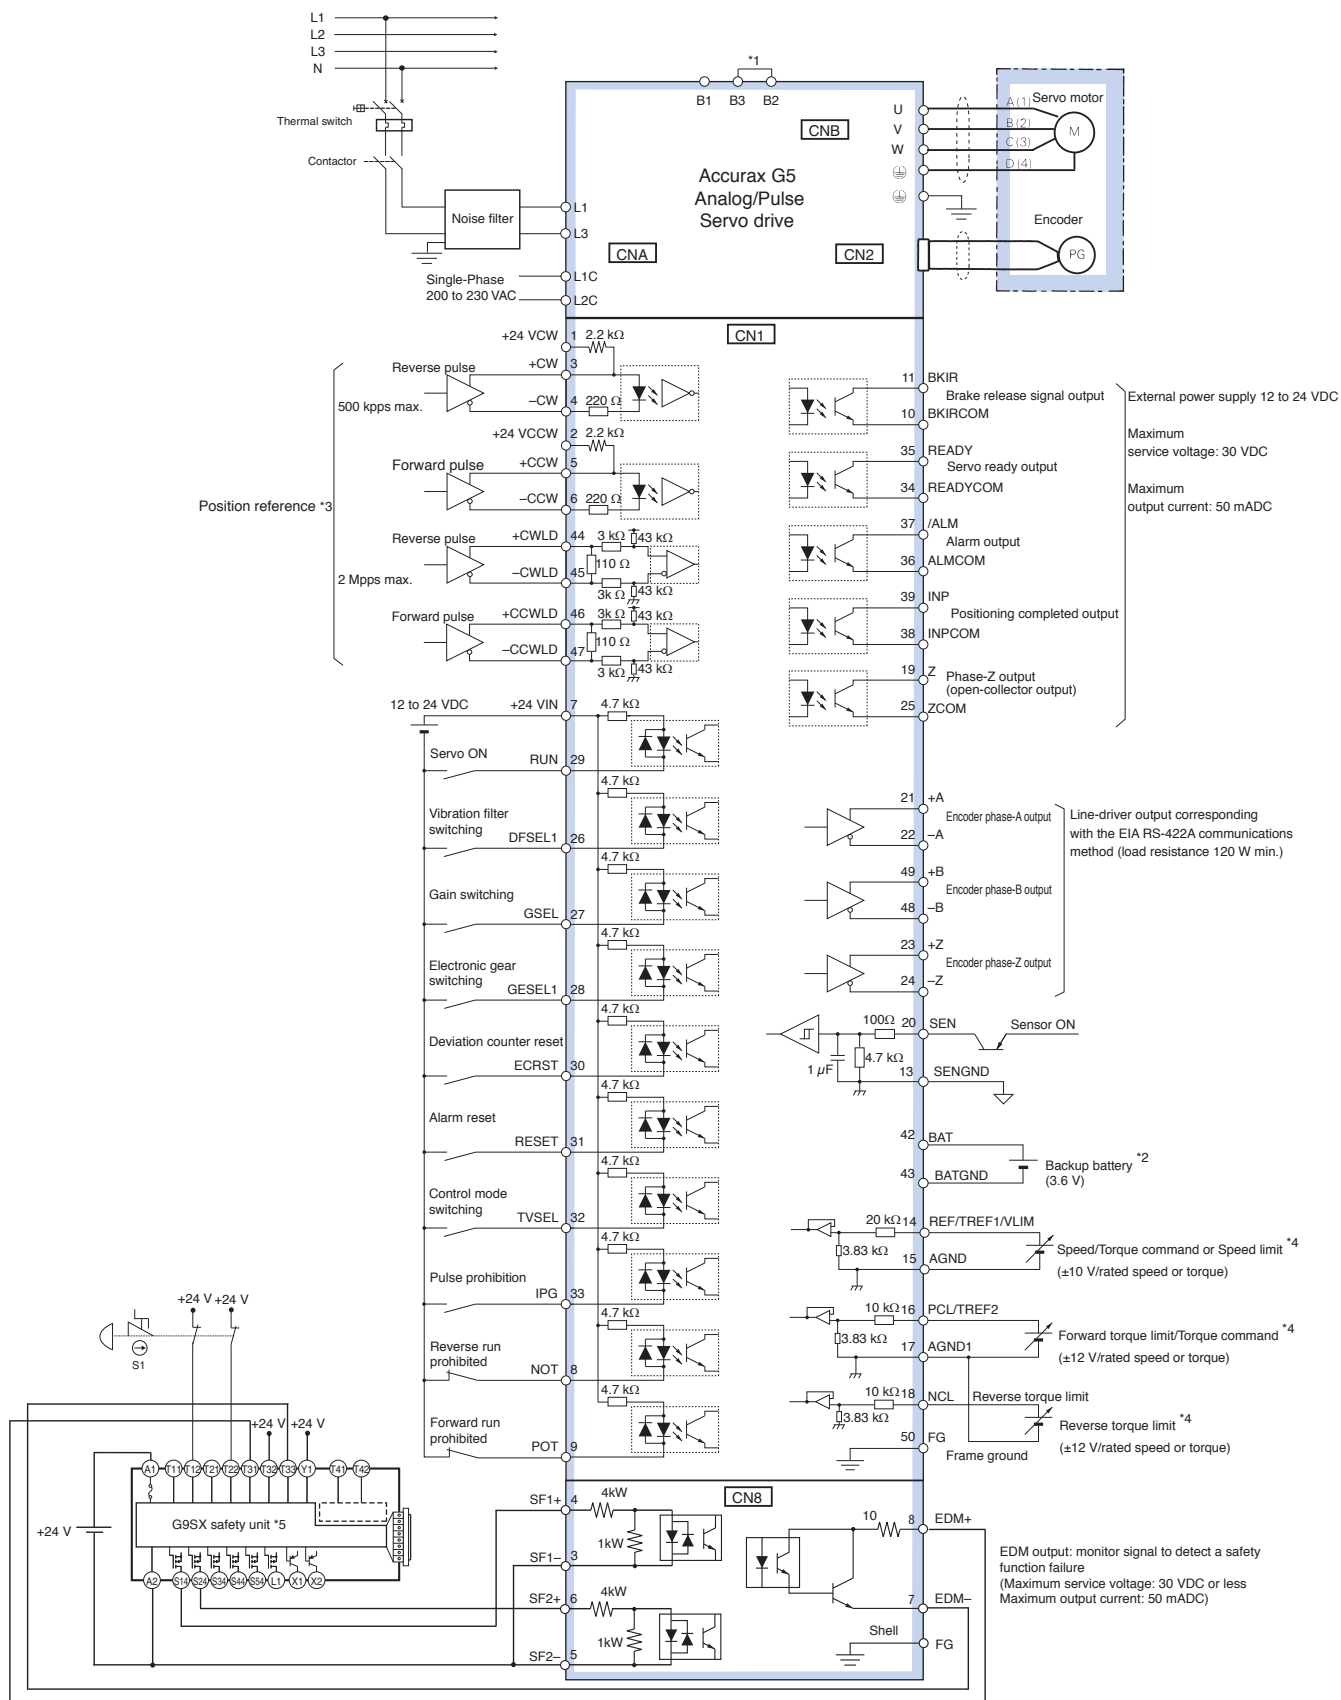 L1
L2
L3
N
Thermal switch
Contactor
Noise filter
L1
L3
Single-Phase
200 to 230 VAC
L1C
L2C
*1
B1 B3 B2
CNB
Accurax G5
Analog/Pulse
Servo drive
CNA
CN2
U
V
W
A (1)
B (2)
C (3)
D (4)
Servo motor
M
Encoder
PG
CN1
+24 VCW 1 2.2 kΩ
Reverse pulse
+CW 3
500 kpps max.
–CW 4 220 Ω
+24 VCCW 2 2.2 kΩ
Forward pulse
+CCW 5
–CCW 6 220 Ω
Position reference *3
Reverse pulse
+CWLD 44 3 kΩ 43 kΩ
110 Ω
2 Mpps max.
–CWLD 45 3k Ω 43 kΩ
Forward pulse
+CCWLD 46 3kΩ 43 kΩ
110 Ω
–CCWLD 47 3 kΩ 43 kΩ
12 to 24 VDC
+24 VIN 7 4.7 kΩ
Servo ON
RUN 29
4.7 kΩ
Vibration filter
switching
DFSEL1 26
4.7 kΩ
Gain switching
GSEL 27
4.7 kΩ
Electronic gear
switching
GESEL1 28
4.7 kΩ
Deviation counter reset
ECRST 30
4.7 kΩ
Alarm reset
RESET 31
4.7 kΩ
Control mode
switching
TVSEL 32
4.7 kΩ
Pulse prohibition
IPG 33
4.7 kΩ
Reverse run
prohibited
NOT 8
4.7 kΩ
Forward run
prohibited
POT 9
11 BKIR
Brake release signal output
10 BKIRCOM
35 READY
Servo ready output
34 READYCOM
37 /ALM
Alarm output
36 ALMCOM
39 INP
Positioning completed output
38 INPCOM
19 Z
Phase-Z output
(open-collector output)
25 ZCOM
External power supply 12 to 24 VDC
Maximum
service voltage: 30 VDC
Maximum
output current: 50 mADC
21 +A
Encoder phase-A output
22 –A
49 +B
Encoder phase-B output
48 –B
23 +Z
Encoder phase-Z output
24 –Z
Line-driver output corresponding
with the EIA RS-422A communications
method (load resistance 120 W min.)
100Ω 20 SEN
Sensor ON
4.7 kΩ
1 µF
13 SENGND
42 BAT
Backup battery *2
(3.6 V)
43 BATGND
20 kΩ 14 REF/TREF1/VLIM
3.83 kΩ
15 AGND
Speed/Torque command or Speed limit *4
(±10 V/rated speed or torque)
10 kΩ 16 PCL/TREF2
3.83 kΩ
17 AGND1
Forward torque limit/Torque command *4
(±12 V/rated speed or torque)
10 kΩ 18 NCL
Reverse torque limit
3.83 kΩ
Reverse torque limit *4
(±12 V/rated speed or torque)
50 FG
Frame ground
+24 V +24 V
S1
+24 V +24 V
A1 T11 T12 T21 T22 T31 T32 T33 Y1 T41 T42
G9SX safety unit *5
+24 V
A2 S14 S24 S34 S44 S54 L1 X1 X2
CN8
SF1+ 4 4kW
1kW
SF1– 3
SF2+ 6 4kW
1kW
SF2– 5
10 8 EDM+
7 EDM–
Shell
FG
EDM output: monitor signal to detect a safety
function failure
(Maximum service voltage: 30 VDC or less
Maximum output current: 50 mADC)